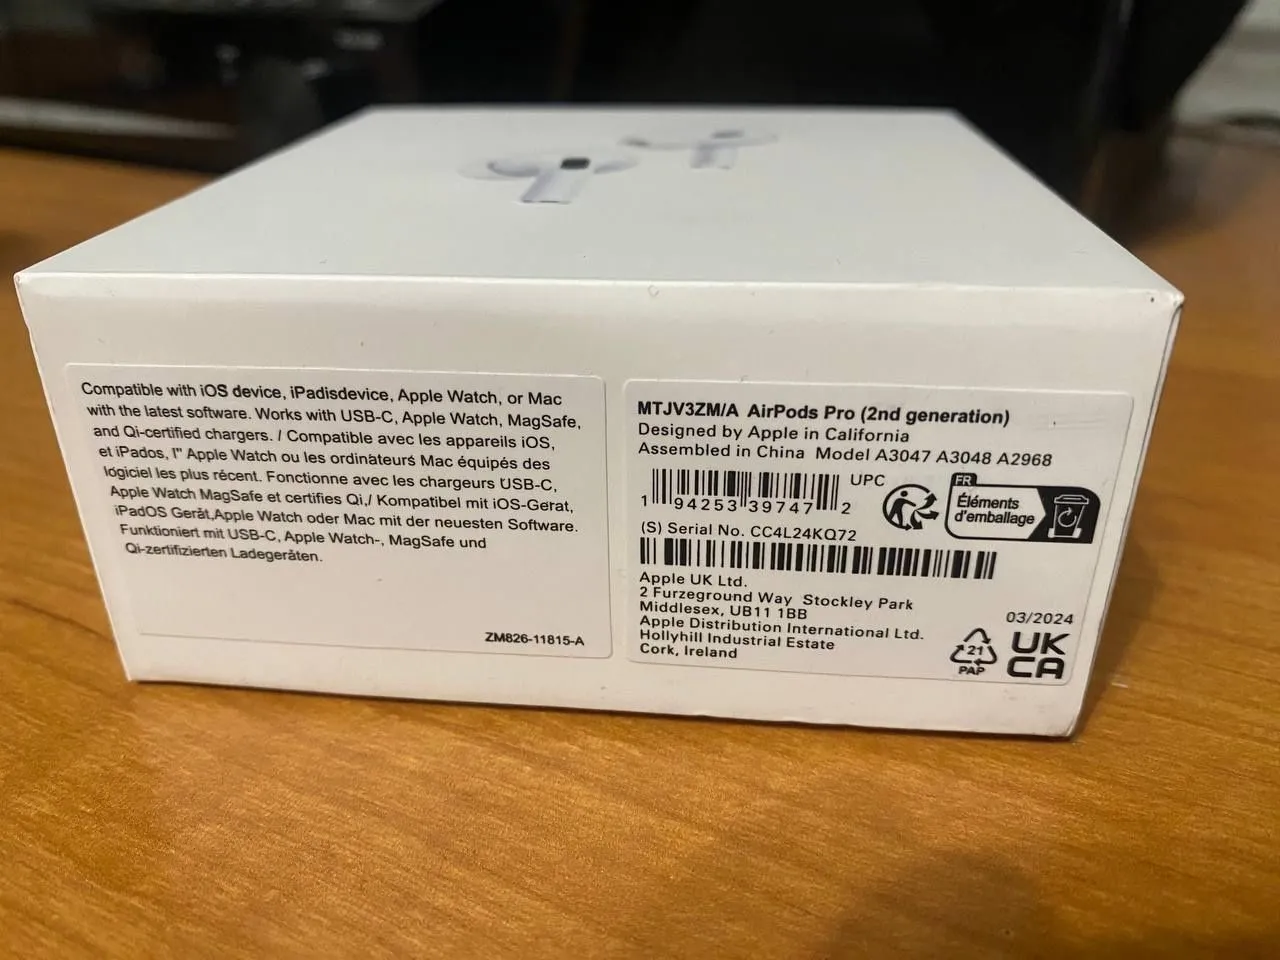 Compatible with iOS device, iPadisdevice, Apple Watch, or Mac
with the latest software. Works with USB-C, Apple Watch, MagSafe,
and Qi-certified chargers. / Compatible avec les appareils iOS,
et iPados, l" Apple Watch ou les ordinateurs Mac équipés des
lógiciel les plus récent. Fonctionne avec les chargeurs USB-C,
Apple Watch MagSafe et certifies Qi,/ Kompatibel mit iOS-Gerat,
iPadOS Gerät,Apple Watch oder Mac mit der neuesten Software.
Funktioniert mit USB-C, Apple Watch-, MagSafe und
Qi-zertifizierten Ladegeräten.
ZM826-11815-A
MTJV3ZM/A AirPods Pro (2nd generation)
Designed by Apple in California
Assembled in China Model A3047 A3048 A2968
UPC
1 94253 39747 2
FR
Éléments
d'emballage
(S) Serial No. CC4L24KQ72
Apple UK Ltd.
2 Furzeground Way Stockley Park
Middlesex, UB11 1BB
Apple Distribution International Ltd.
Hollyhill Industrial Estate
Cork, Ireland
03/2024
21
PAP
UK
CA